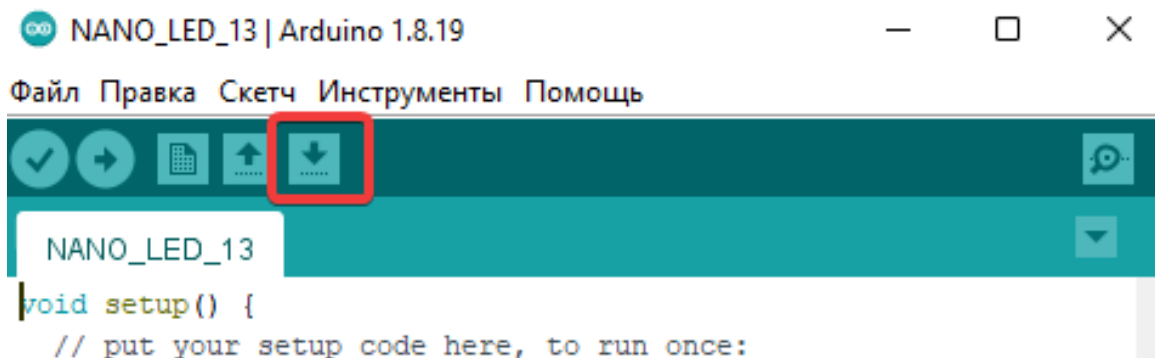 NANO_LED_13 | Arduino 1.8.19
Файл Правка Скетч Инструменты Помощь
NANO_LED_13
void setup() {
// put your setup code here, to run once: